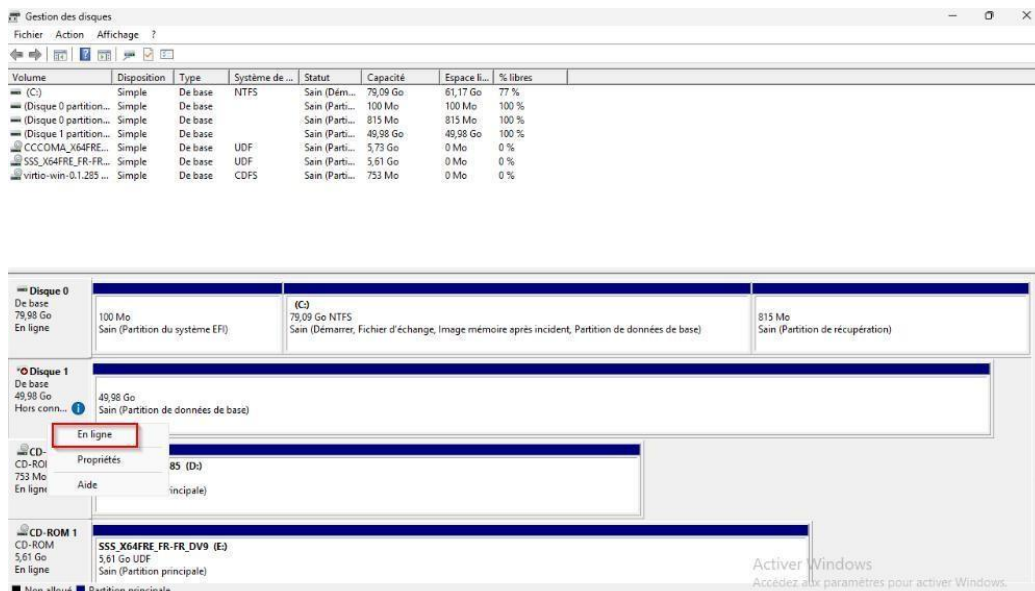 Gestion des disques
Fichier Action Affichage ?
Volume Disposition Type Système de ... Statut Capacité Espace li... % libres
(C:) Simple De base NTFS Sain (Dém... 79,09 Go 61,17 Go 77 %
(Disque 0 partition... Simple De base Sain (Parti... 100 Mo 100 Mo 100 %
(Disque 0 partition... Simple De base Sain (Parti... 815 Mo 815 Mo 100 %
(Disque 1 partition... Simple De base Sain (Parti... 49,98 Go 49,98 Go 100 %
CCCOMA_X64FRE... Simple De base UDF Sain (Parti... 5,73 Go 0 Mo 0 %
SSS_X64FRE_FR-FR... Simple De base UDF Sain (Parti... 5,61 Go 0 Mo 0 %
virtio-win-0.1.285 ... Simple De base CDFS Sain (Parti... 753 Mo 0 Mo 0 %
Disque 0
De base
79,98 Go
En ligne
100 Mo
Sain (Partition du système EFI)
(C:)
79,09 Go NTFS
Sain (Démarrer, Fichier d'échange, Image mémoire après incident, Partition de données de base)
815 Mo
Sain (Partition de récupération)
Disque 1
De base
49,98 Go
Hors conn...
49,98 Go
Sain (Partition de données de base)
En ligne
Propriétés
Aide
CD-
CD-RO
753 Mo
En ligne
85 (D:)
incipale)
CD-ROM 1
CD-ROM
5,61 Go
En ligne
SSS_X64FRE_FR-FR_DV9 (E:)
5,61 Go UDF
Sain (Partition principale)
Activer Windows
Accédez aux paramètres pour activer Windows.
Non alloué Partition principale